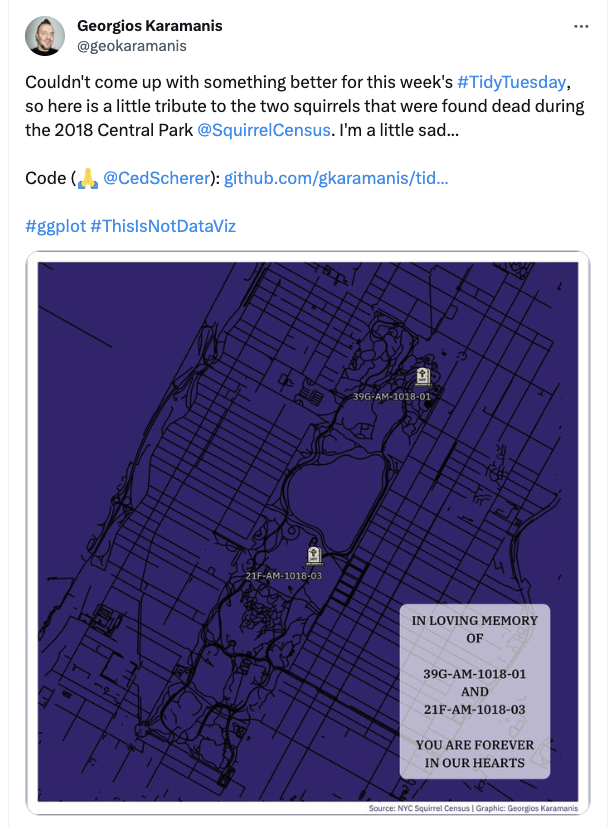 Georgios Karamanis
@geokaramanis
Couldn't come up with something better for this week's #TidyTuesday,
so here is a little tribute to the two squirrels that were found dead during
the 2018 Central Park @SquirrelCensus. I'm a little sad...
Code (🙏 @CedScherer): github.com/gkaramanis/tid...
#ggplot #ThisIsNotDataViz
39G-AM-1018-01
21F-AM-1018-03
IN LOVING MEMORY
OF
39G-AM-1018-01
AND
21F-AM-1018-03
YOU ARE FOREVER
IN OUR HEARTS
Source: NYC Squirrel Census | Graphic: Georgios Karamanis